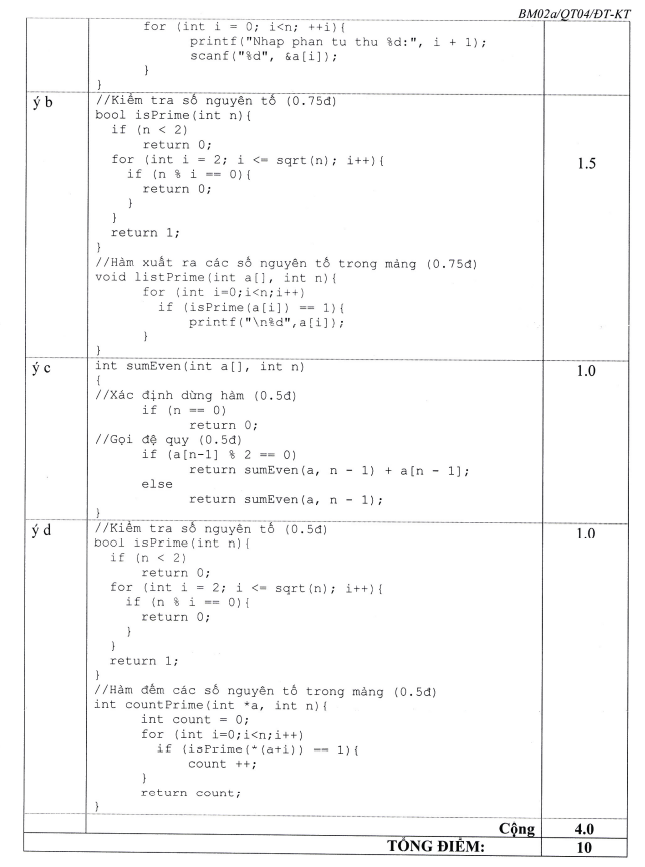 BM02a/QT04/ĐT-KT
for (int i = 0; i<n; ++i){
printf("Nhap phan tu thu %d:", i + 1);
scanf("%d", &a[i]);
}
}
ý b
//Kiểm tra số nguyên tố (0.75đ)
bool isPrime(int n){
if (n < 2)
return 0;
for (int i = 2; i <= sqrt(n); i++){
1.5
if (n % i == 0){
return 0;
}
}
return 1;
}
//Hàm xuất ra các số nguyên tố trong mảng (0.75đ)
void listPrime(int a[], int n){
for (int i=0;i<n;i++)
if (isPrime(a[i]) == 1){
printf("\n%d",a[i]);
}
}
ý c
int sumEven(int a[], int n)
1.0
{
//Xác định dừng hàm (0.5đ)
if (n == 0)
return 0;
//Gọi đệ quy (0.5đ)
if (a[n-1] % 2 == 0)
return sumEven(a, n - 1) + a[n - 1];
else
return sumEven(a, n - 1);
}
ý d
//Kiểm tra số nguyên tố (0.5đ)
1.0
bool isPrime(int n){
if (n < 2)
return 0;
for (int i = 2; i <= sqrt(n); i++){
if (n % i == 0){
return 0;
}
}
return 1;
}
//Hàm đếm các số nguyên tố trong mảng (0.5đ)
int countPrime(int *a, int n){
int count = 0;
for (int i=0;i<n;i++)
if (isPrime(*(a+i)) == 1){
count ++;
}
return count;
}
Cộng 4.0
TỔNG ĐIỂM: 10